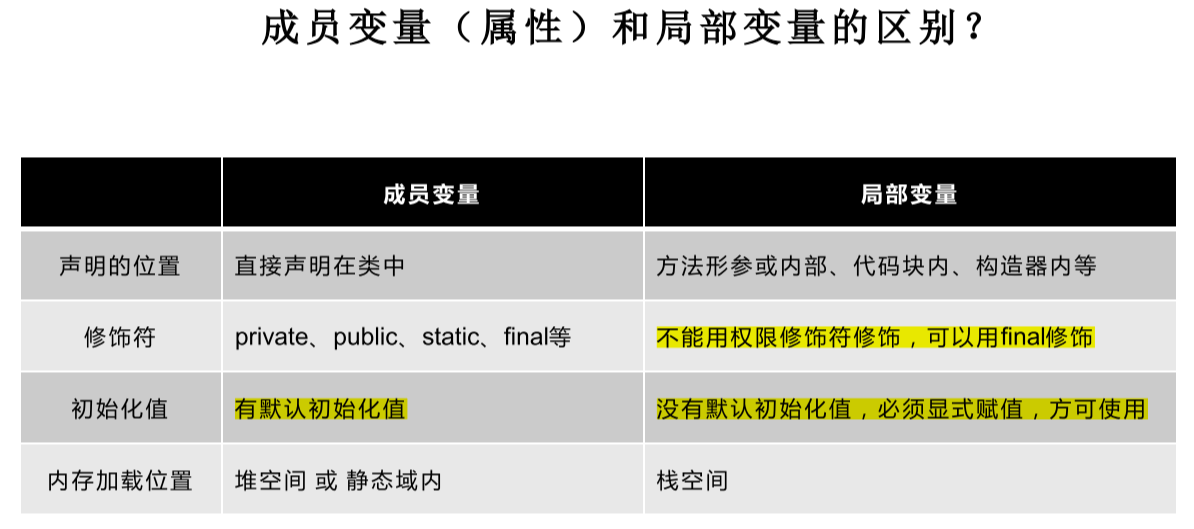 成员变量（属性）和局部变量的区别？
成员变量 局部变量
声明的位置 直接声明在类中 方法形参或内部、代码块内、构造器内等
修饰符 private、public、static、final等 不能用权限修饰符修饰，可以用final修饰
初始化值 有默认初始化值 没有默认初始化值，必须显式赋值，方可使用
内存加载位置 堆空间 或 静态域内 栈空间